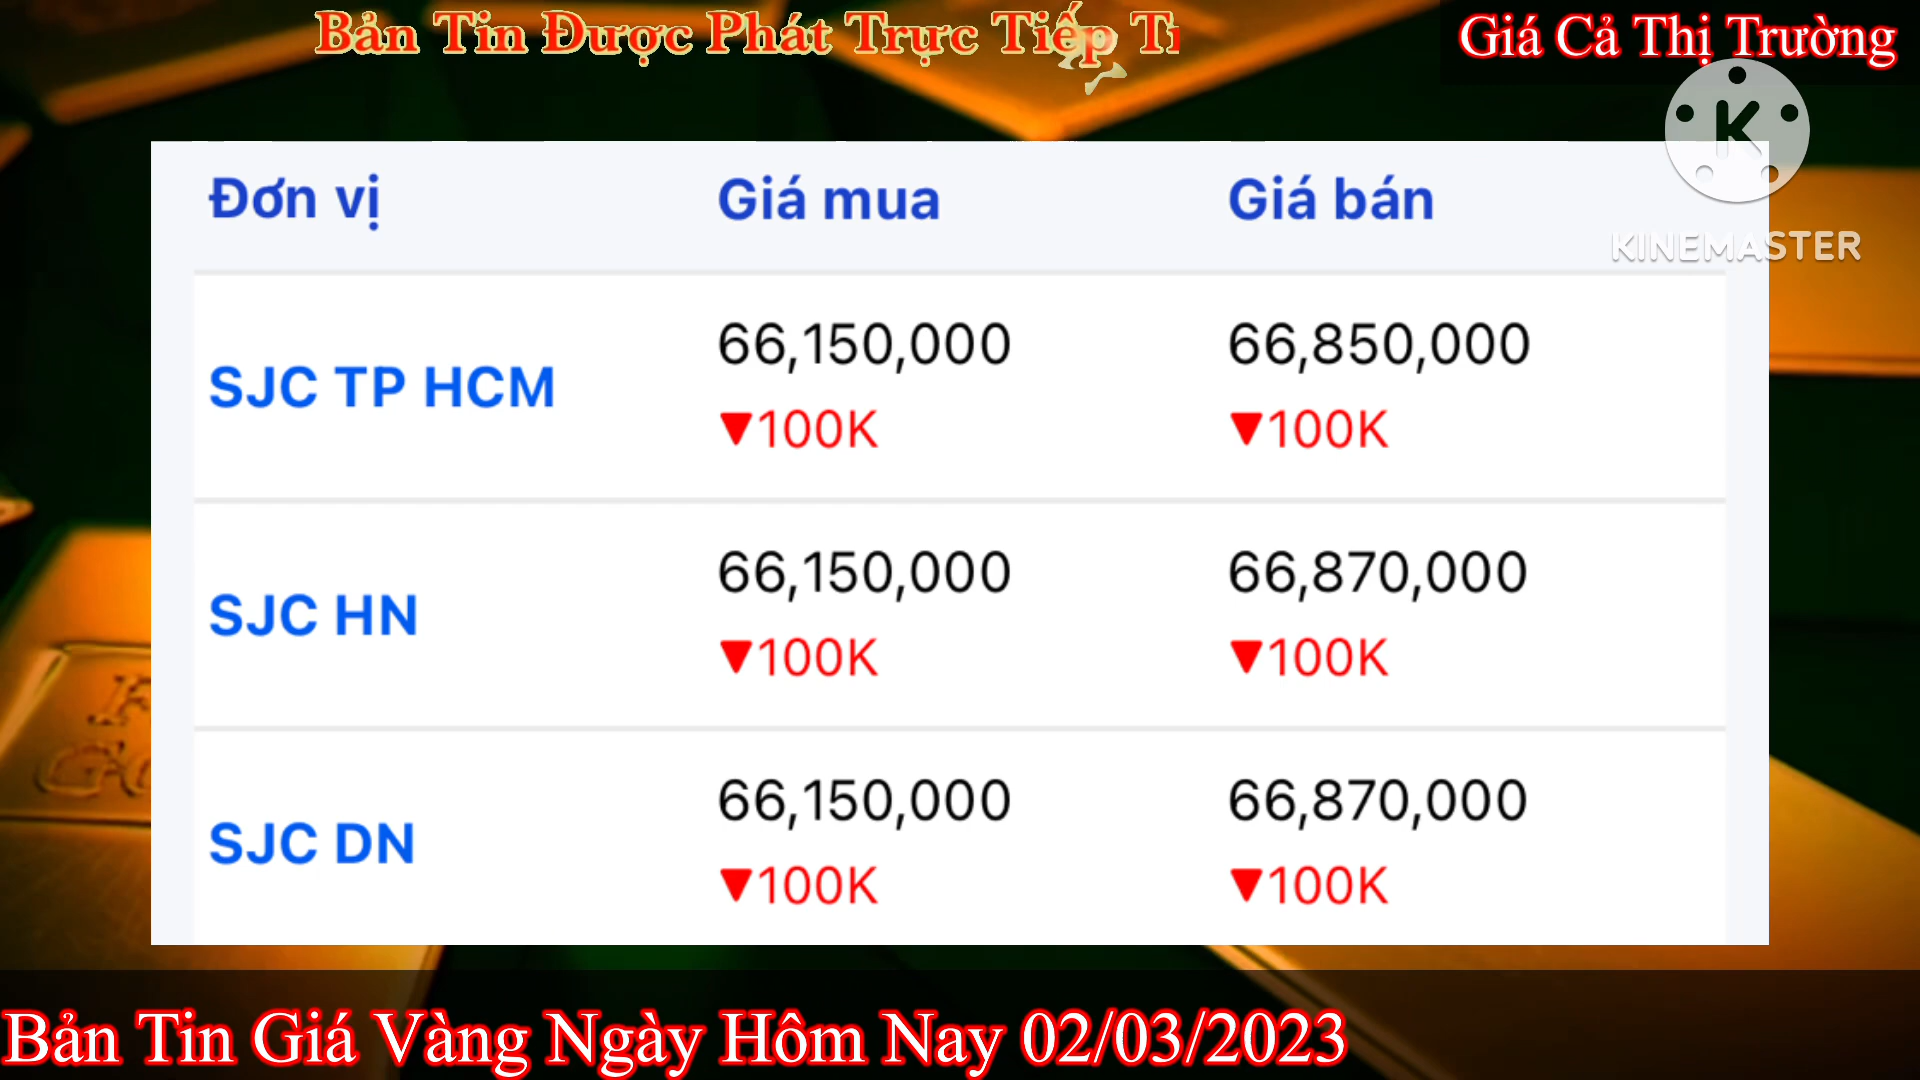 Bản Tin Được Phát Trực Tiếp
Giá Cả Thị Trường
K
KINEMASTER
Đơn vị Giá mua Giá bán
66,150,000 66,850,000
SJC TP HCM
▼100K ▼100K
66,150,000 66,870,000
SJC HN
▼100K ▼100K
66,150,000 66,870,000
SJC DN
▼100K ▼100K
Bản Tin Giá Vàng Ngày Hôm Nay 02/03/2023